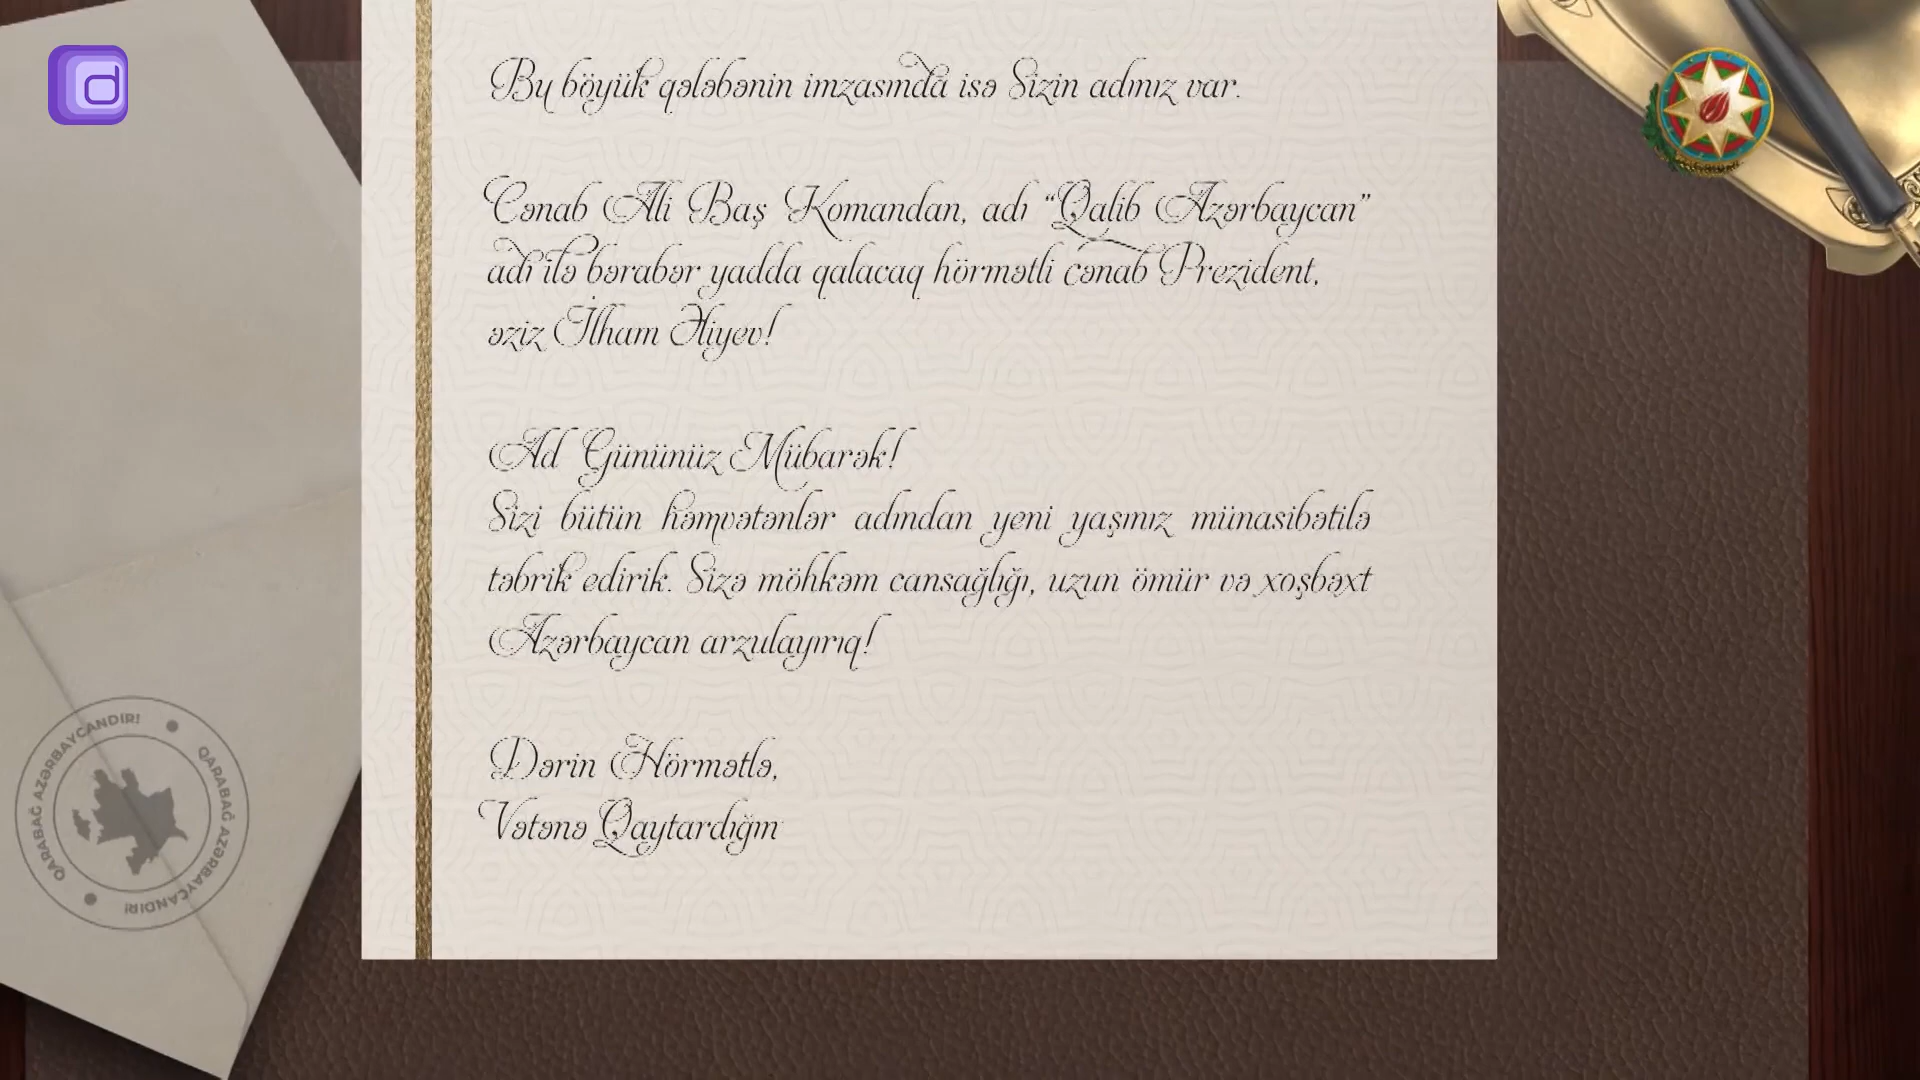 Bu böyük qələbənin imzasında isə Sizin adınız var.
Cənab Ali Baş Komandan, adı “Qalib Azərbaycan”
adı ilə bərabər yadda qalacaq hörmətli cənab Prezident,
əziz İlham Əliyev!
Ad Gününüz Mübarək!
Sizi bütün həmvətənlər adından yeni yaşınız münasibətilə
təbrik edirik. Sizə möhkəm cansağlığı, uzun ömür və xoşbəxt
Azərbaycan arzulayırıq!
Dərin Hörmətlə,
Vətənə Qaytardığın
QARABAĞ AZƏRBAYCANDIR!
QARABAĞ AZƏRBAYCANDIR!
d